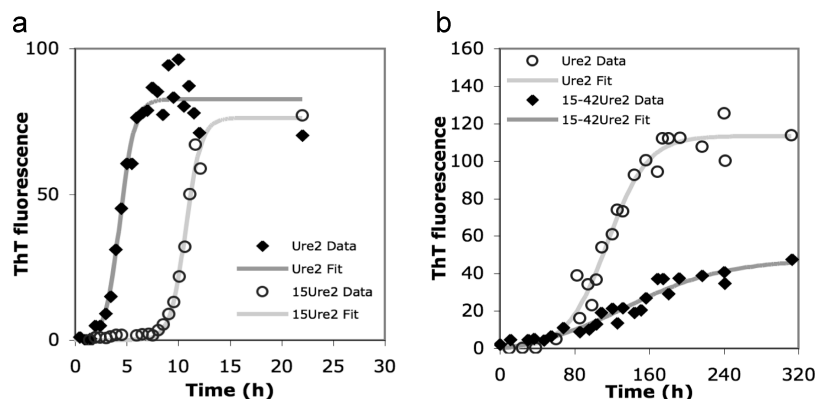 a
100
50
0
0
5
10
15
20
25
30
ThT fluorescence
Time (h)
Ure2 Data
Ure2 Fit
15Ure2 Data
15Ure2 Fit
b
160
140
120
100
80
60
40
20
0
0
80
160
240
320
ThT fluorescence
Time (h)
Ure2 Data
Ure2 Fit
15-42Ure2 Data
15-42Ure2 Fit